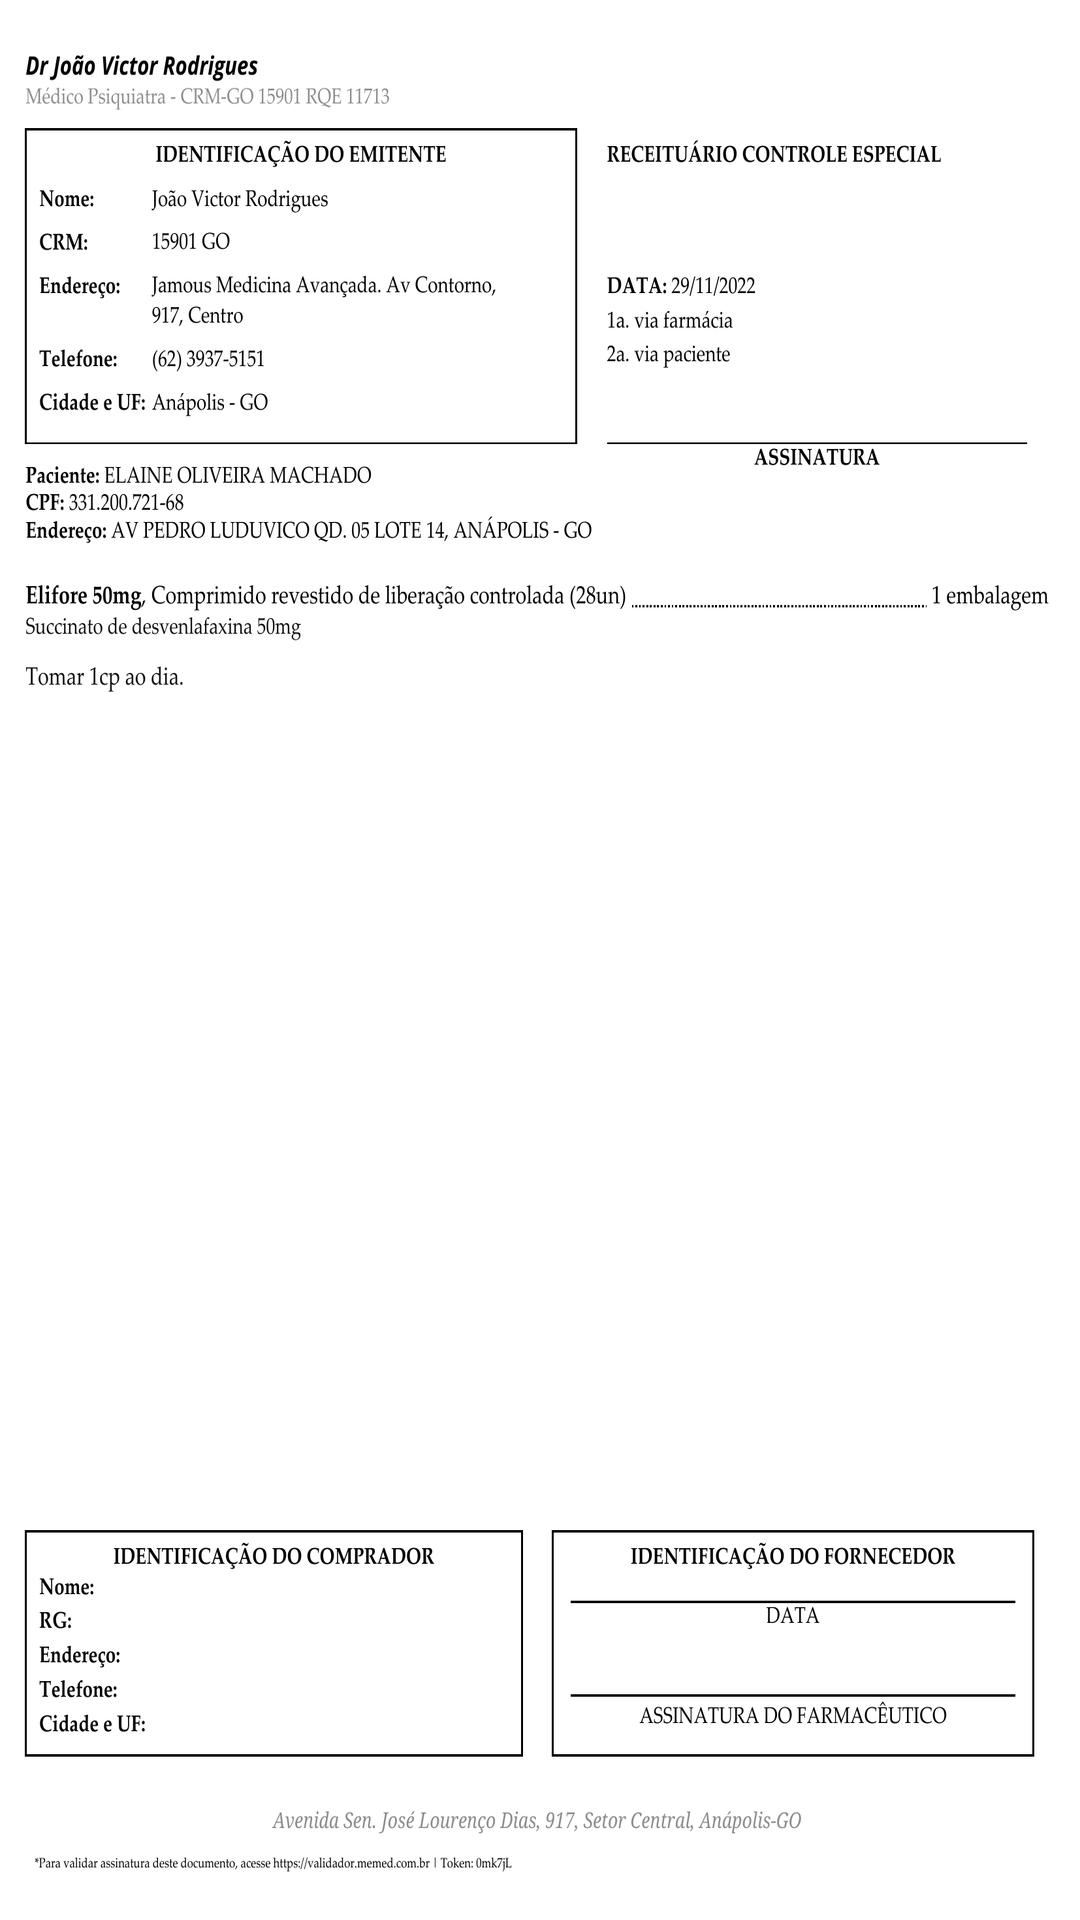 Dr João Victor Rodrigues
Médico Psiquiatra - CRM-GO 15901 RQE 11713
IDENTIFICAÇÃO DO EMITENTE
Nome: João Victor Rodrigues
CRM: 15901 GO
Endereço: Jamous Medicina Avançada. Av Contorno,
917, Centro
Telefone: (62) 3937-5151
Cidade e UF: Anápolis - GO
RECEITUÁRIO CONTROLE ESPECIAL
DATA: 29/11/2022
1a. via farmácia
2a. via paciente
ASSINATURA
Paciente: ELAINE OLIVEIRA MACHADO
CPF: 331.200.721-68
Endereço: AV PEDRO LUDUVICO QD. 05 LOTE 14, ANÁPOLIS - GO
Elifore 50mg, Comprimido revestido de liberação controlada (28un) 1 embalagem
Succinato de desvenlafaxina 50mg
Tomar 1cp ao dia.
IDENTIFICAÇÃO DO COMPRADOR
Nome:
RG:
Endereço:
Telefone:
Cidade e UF:
IDENTIFICAÇÃO DO FORNECEDOR
DATA
ASSINATURA DO FARMACÊUTICO
Avenida Sen. José Lourenço Dias, 917, Setor Central, Anápolis-GO
*Para validar assinatura deste documento, acesse https://validador.memed.com.br | Token: 0mk7jL